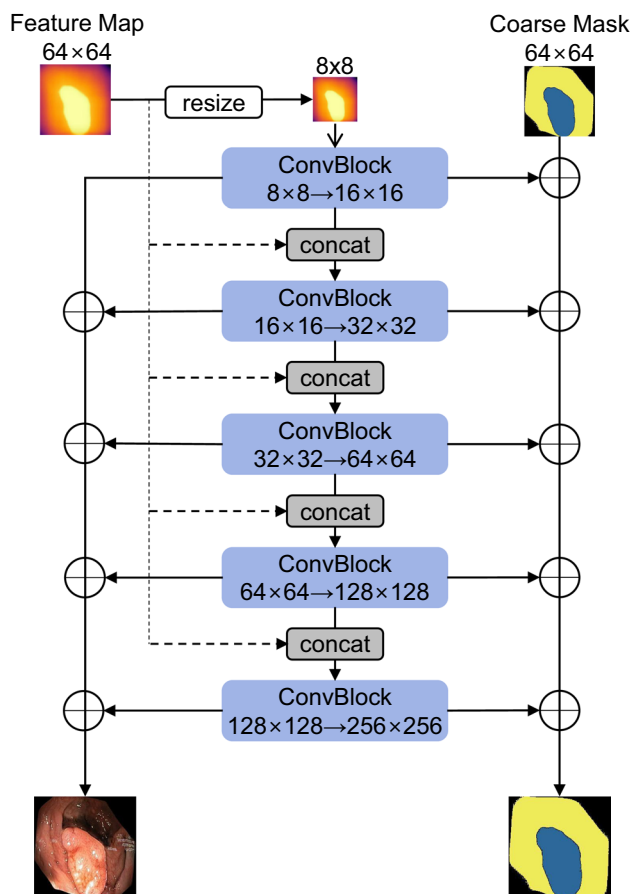 Feature Map
64×64
Coarse Mask
64×64
8x8
resize
ConvBlock
8×8→16×16
concat
ConvBlock
16×16→32×32
concat
ConvBlock
32×32→64×64
concat
ConvBlock
64×64→128×128
concat
ConvBlock
128×128→256×256